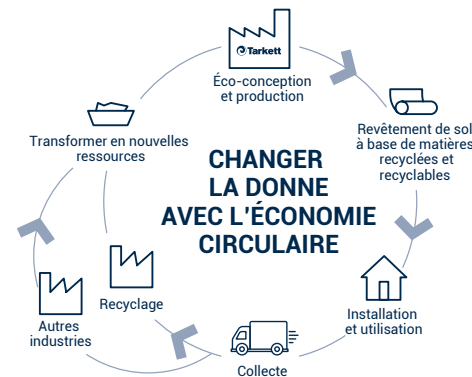 Tarkett
Éco-conception
et production
Revêtement de sol
à base de matières
recyclées et
recyclables
Transformer en nouvelles
ressources
CHANGER
LA DONNE
AVEC L'ÉCONOMIE
CIRCULAIRE
Installation
et utilisation
Recyclage
Autres
industries
Collecte